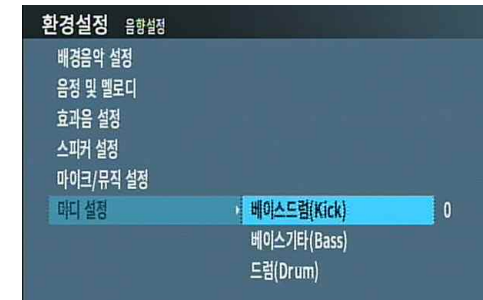 환경설정 음향설정
배경음악 설정
음정 및 멜로디
효과음 설정
스피커 설정
마이크/뮤직 설정
마디 설정 베이스드럼(Kick) 0
베이스기타(Bass)
드럼(Drum)